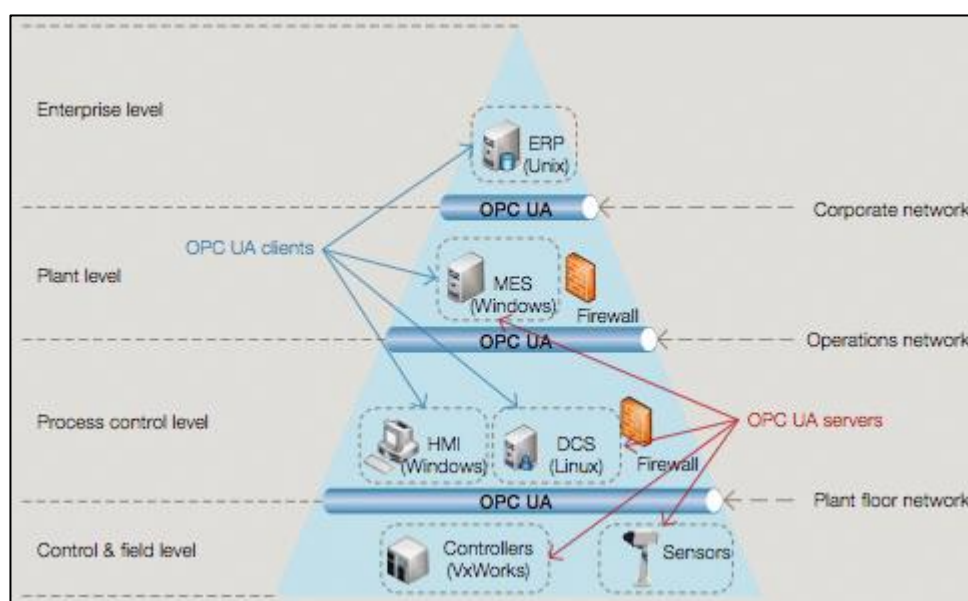 Enterprise level
ERP
(Unix)
OPC UA
Corporate network
OPC UA clients
Plant level
MES
(Windows)
Firewall
OPC UA
Operations network
Process control level
HMI
(Windows)
DCS
(Linux)
Firewall
OPC UA servers
OPC UA
Plant floor network
Control & field level
Controllers
(VxWorks)
Sensors